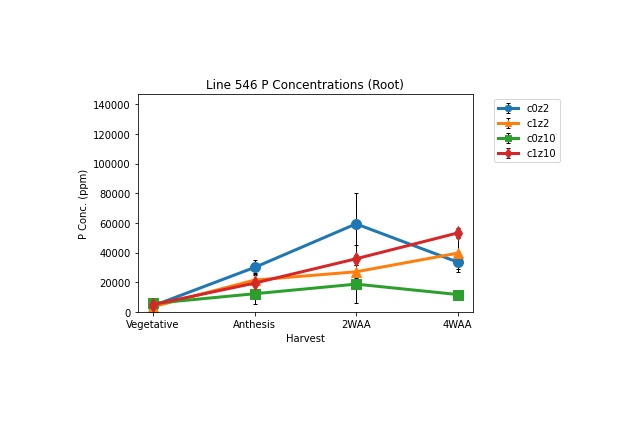 Line 546 P Concentrations (Root)
140000
120000
100000
80000
60000
40000
20000
0
P Conc. (ppm)
Vegetative Anthesis 2WAA 4WAA
Harvest
c0z2
c1z2
c0z10
c1z10